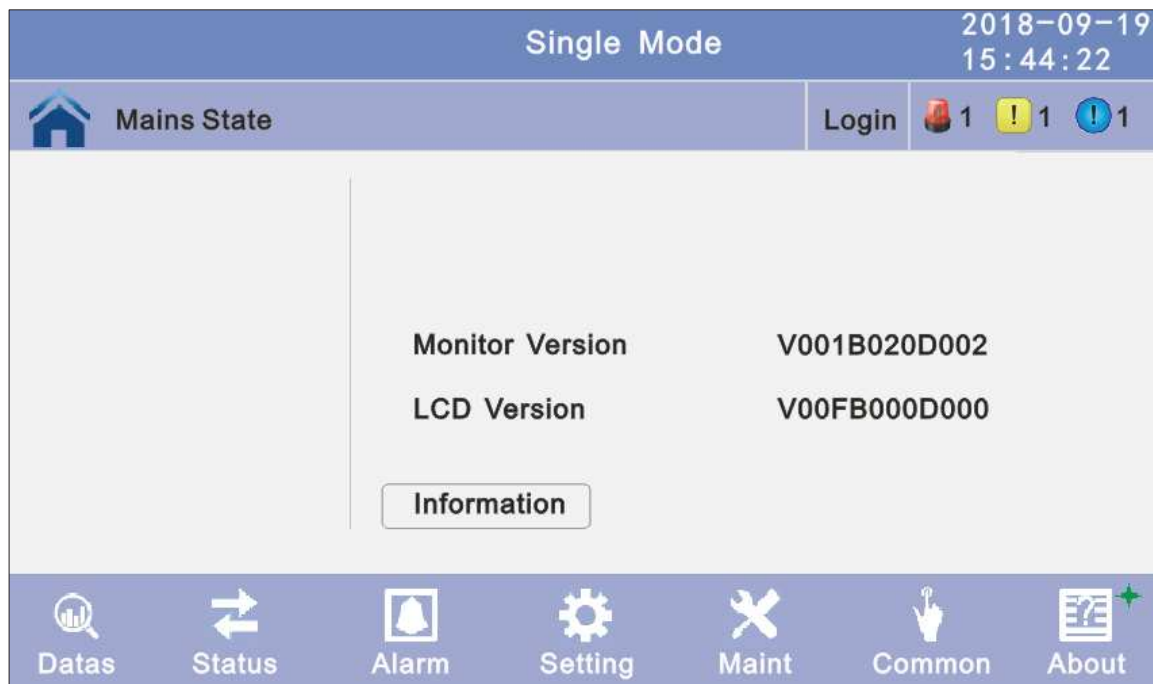 Single Mode
2018-09-19
15:44:22
Mains State
Login
1
! 1
! 1
Monitor Version V001B020D002
LCD Version V00FB000D000
Information
Datas Status Alarm Setting Maint Common ? About